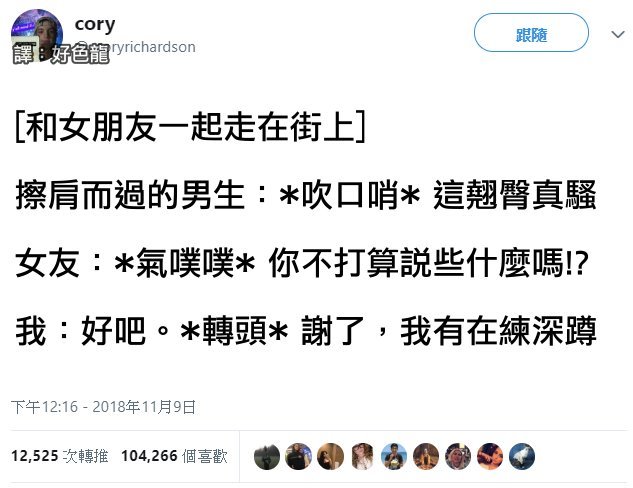 cory
譯：好色龍
ryrichardson
跟隨
[和女朋友一起走在街上]
擦肩而過的男生：*吹口哨* 這翹臀真騷
女友：*氣噗噗* 你不打算說些什麼嗎!?
我：好吧。*轉頭* 謝了，我有在練深蹲
下午12:16 - 2018年11月9日
12,525 次轉推 104,266 個喜歡